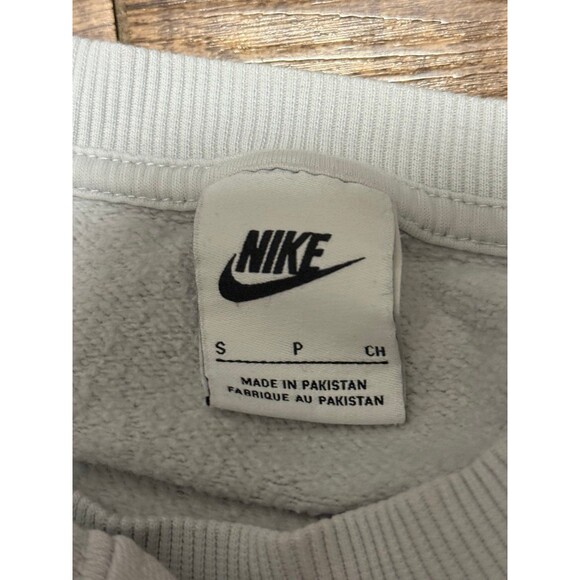 NIKE
S P CH
MADE IN PAKISTAN
FABRIQUE AU PAKISTAN